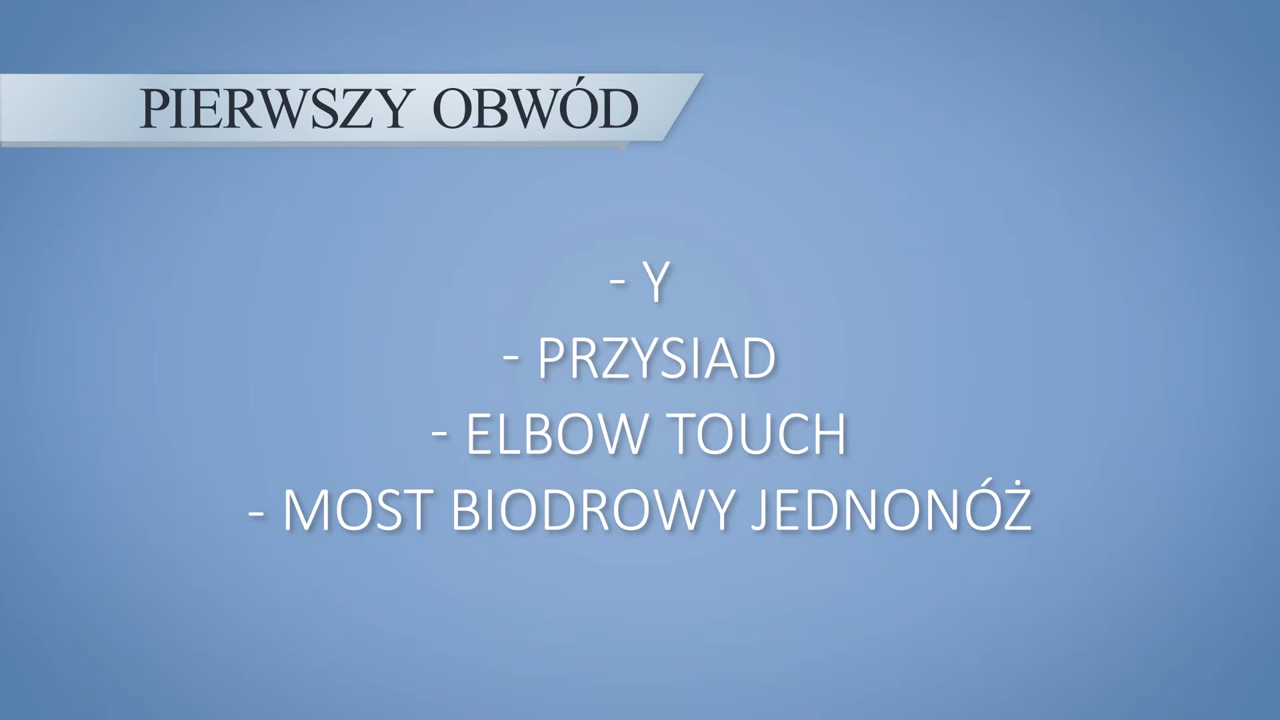 PIERWSZY OBWÓD
- Y
- PRZYSIAD
- ELBOW TOUCH
- MOST BIODROWY JEDNONÓŻ